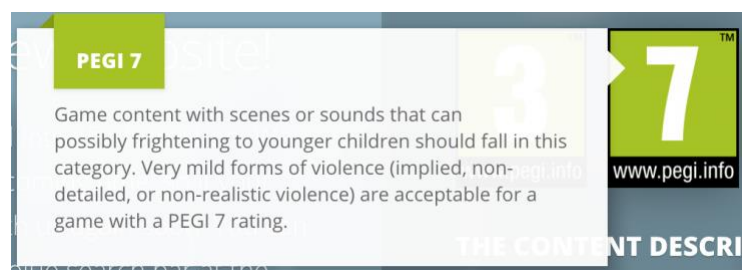 PEGI 7
Game content with scenes or sounds that can
possibly frightening to younger children should fall in this
category. Very mild forms of violence (implied, non-
detailed, or non-realistic violence) are acceptable for a
game with a PEGI 7 rating.
3
TM
7
www.pegi.info
THE CONTENT DESCRI